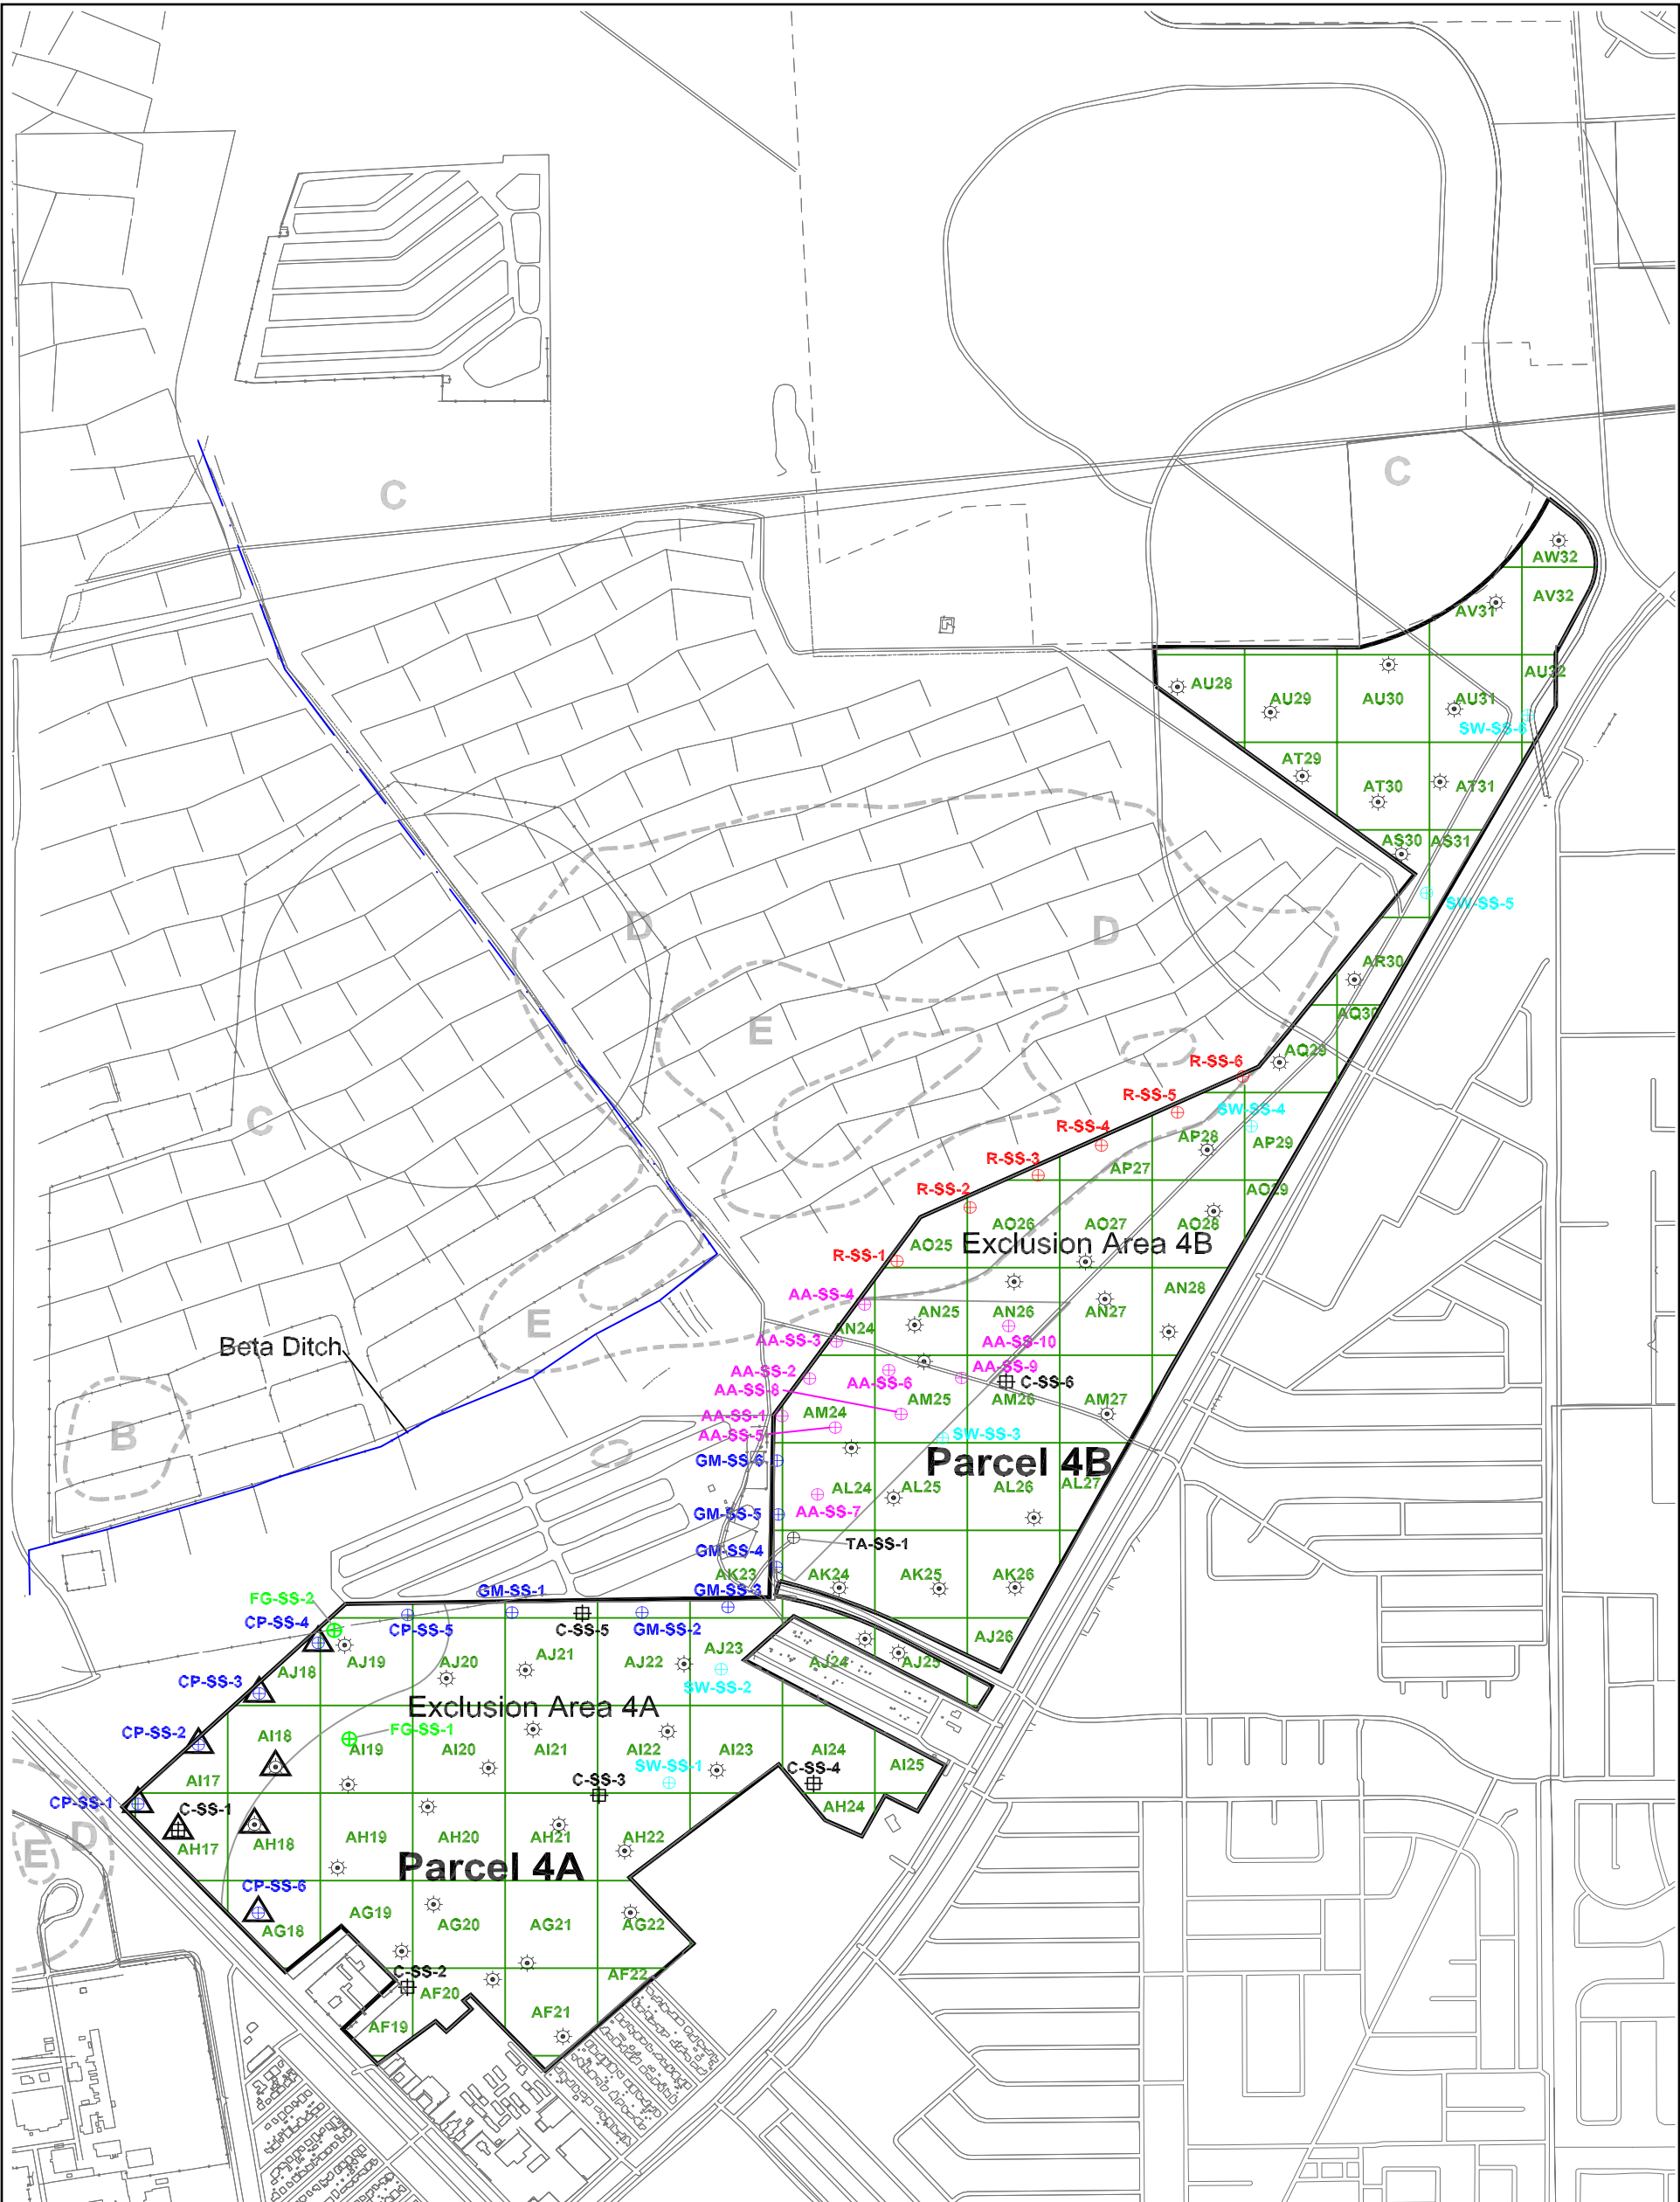 C
C
AW32
AV32
AV31
AU32
AU28
AU29
AU30
AU31
SW-SS-6
AT29
AT30
AT31
AS30
AS31
SW-SS-5
D
D
AR30
AQ30
E
AQ29
R-SS-6
R-SS-5
SW-SS-4
C
R-SS-4
AP28
AP29
R-SS-3
AP27
R-SS-2
AO29
AO26
AO27
AO28
AO25
Exclusion Area 4B
R-SS-1
AN28
AA-SS-4
AN25
AN26
AN27
E
AN24
Beta Ditch
AA-SS-3
AA-SS-10
AA-SS-2
AA-SS-9
AA-SS-8
AA-SS-6
C-SS-6
AM25
AM26
AM27
AA-SS-1
AM24
B
AA-SS-5
SW-SS-3
GM-SS-6
Parcel 4B
AL24
AL25
AL26
AL27
GM-SS-5
AA-SS-7
TA-SS-1
GM-SS-4
AK23
AK24
AK25
AK26
GM-SS-1
GM-SS-3
FG-SS-2
CP-SS-4
CP-SS-5
C-SS-5
GM-SS-2
AJ26
AJ23
AJ21
AJ18
AJ19
AJ20
AJ22
AJ24
AJ25
CP-SS-3
SW-SS-2
Exclusion Area 4A
CP-SS-2
FG-SS-1
AI18
AI19
AI20
AI21
AI22
AI23
AI24
AI25
SW-SS-1
C-SS-4
AI17
C-SS-3
CP-SS-1
C-SS-1
AH24
D
E
AH17
AH18
AH19
AH20
AH21
AH22
Parcel 4A
CP-SS-6
AG18
AG19
AG20
AG21
AG22
C-SS-2
AF22
AF20
AF21
AF19